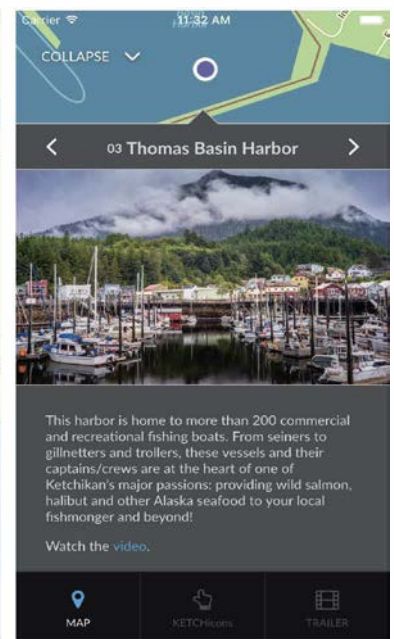 11:32 AM
COLLAPSE
03 Thomas Basin Harbor
This harbor is home to more than 200 commercial
and recreational fishing boats. From seiners to
gillnetters and trollers, these vessels and their
captains/crews are at the heart of one of
Ketchikan's major passions: providing wild salmon,
halibut and other Alaska seafood to your local
fishmonger and beyond!
Watch the video.
MAP
KETCHicons
TRAILER